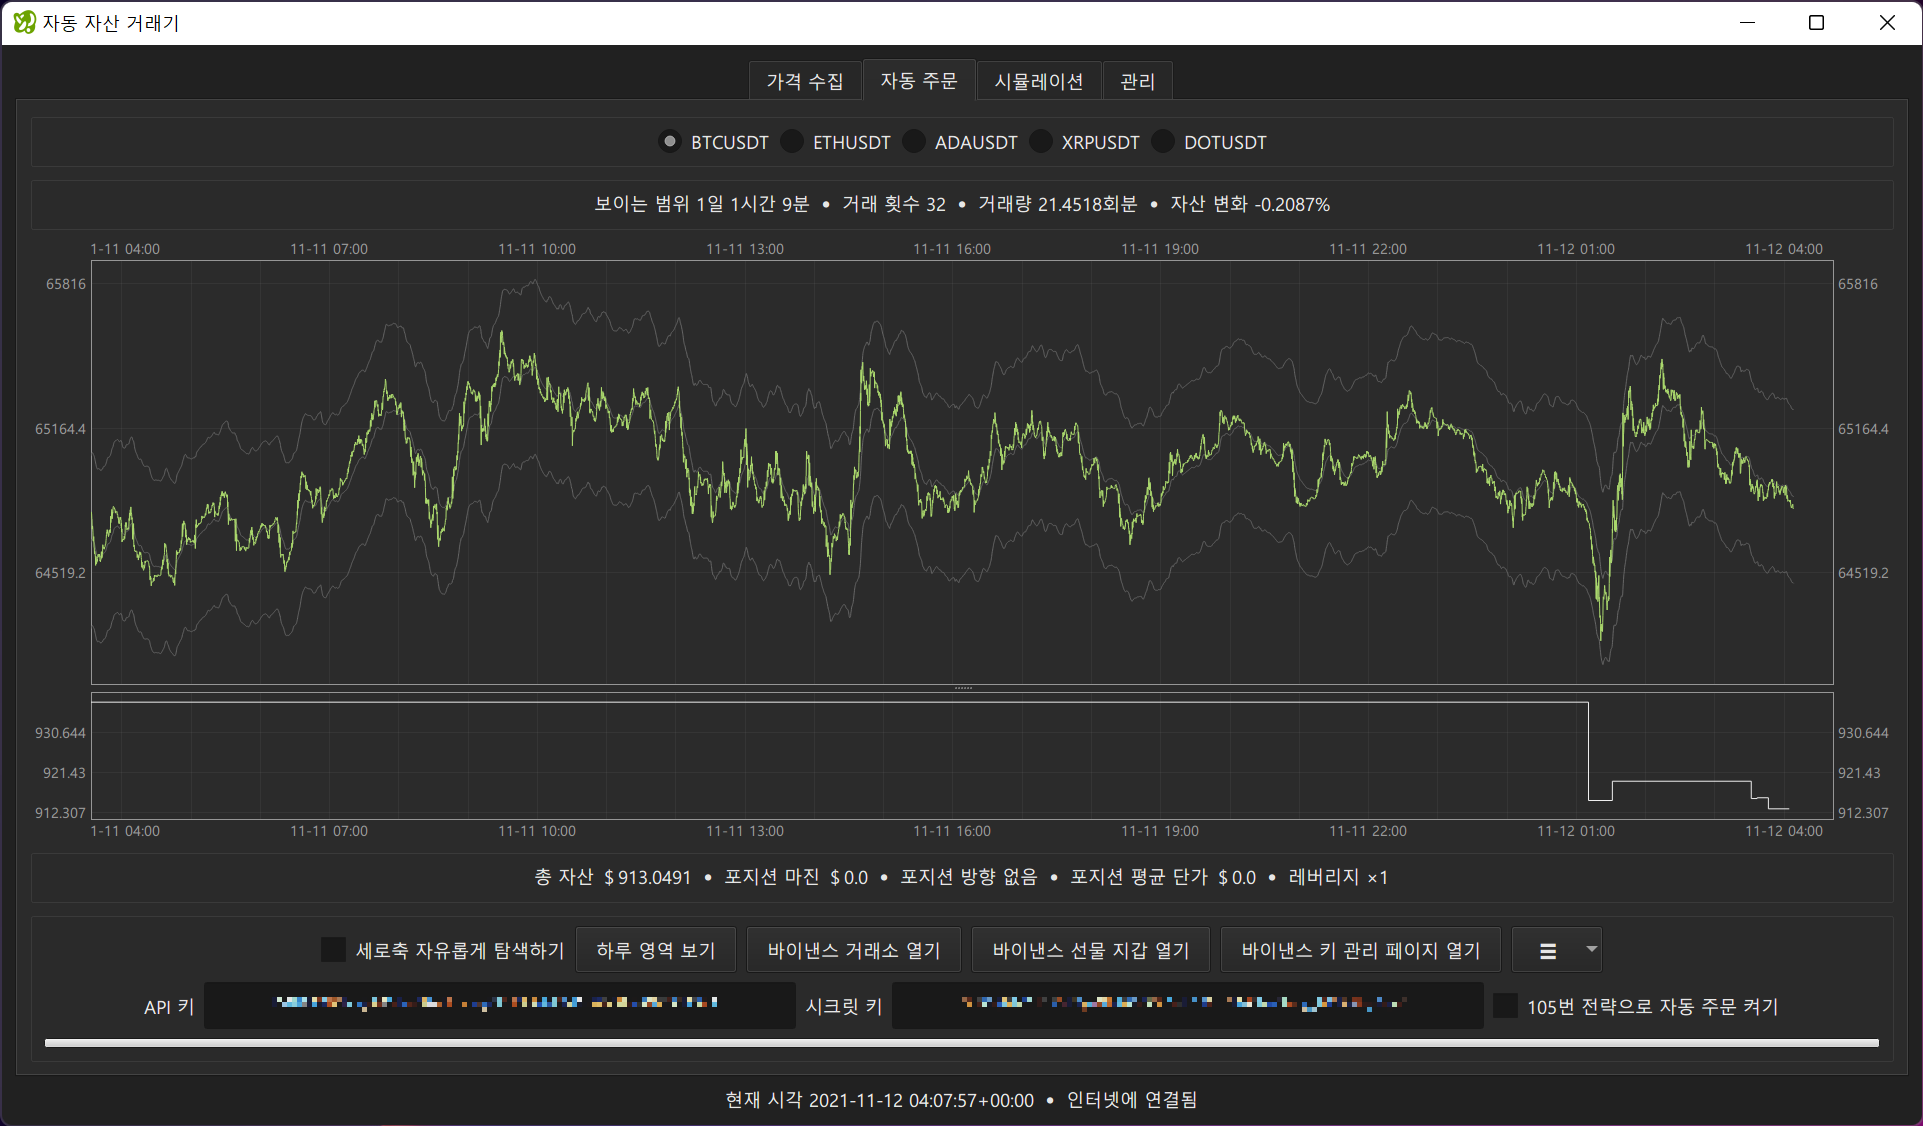 자동 자산 거래기
가격 수집 자동 주문 시뮬레이션 관리
BTCUSDT ETHUSDT ADAUSDT XRPUSDT DOTUSDT
보이는 범위 1일 1시간 9분 • 거래 횟수 32 • 거래량 21.4518회분 • 자산 변화 -0.2087%
1-11 04:00 11-11 07:00 11-11 10:00 11-11 13:00 11-11 16:00 11-11 19:00 11-11 22:00 11-12 01:00 11-12 04:00
65816 65816
65164.4 65164.4
64519.2 64519.2
930.644 930.644
921.43 921.43
912.307 912.307
1-11 04:00 11-11 07:00 11-11 10:00 11-11 13:00 11-11 16:00 11-11 19:00 11-11 22:00 11-12 01:00 11-12 04:00
총 자산 $ 913.0491 • 포지션 마진 $ 0.0 • 포지션 방향 없음 • 포지션 평균 단가 $ 0.0 • 레버리지 ×1
세로축 자유롭게 탐색하기 하루 영역 보기 바이낸스 거래소 열기 바이낸스 선물 지갑 열기 바이낸스 키 관리 페이지 열기
API 키 시크릿 키 105번 전략으로 자동 주문 켜기
현재 시각 2021-11-12 04:07:57+00:00 • 인터넷에 연결됨